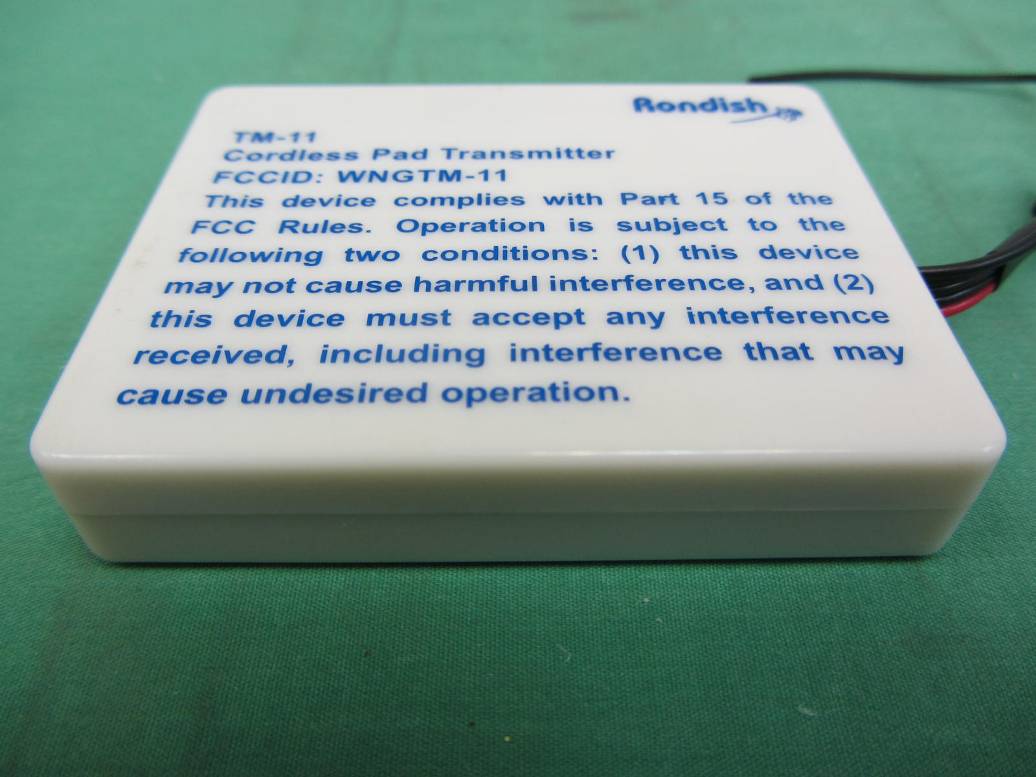 Rondish
TM-11
Cordless Pad Transmitter
FCCID: WNGTM-11
This device complies with Part 15 of the
FCC Rules. Operation is subject to the
following two conditions: (1) this device
may not cause harmful interference, and (2)
this device must accept any interference
received, including interference that may
cause undesired operation.